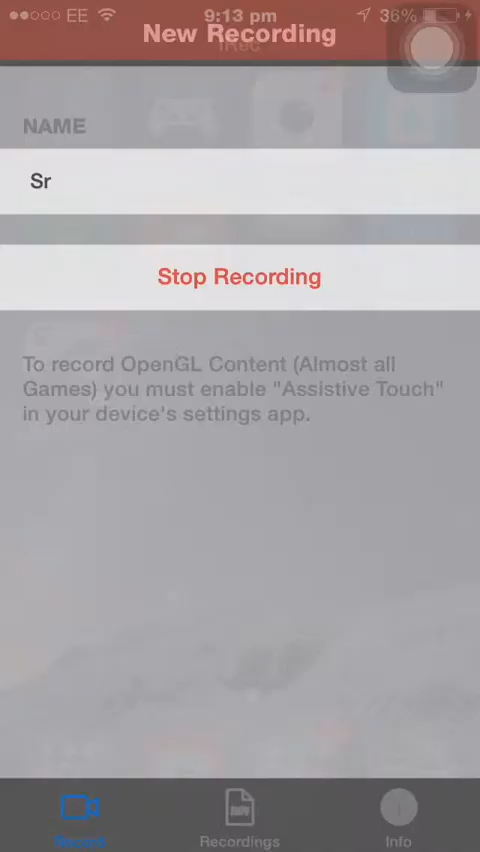 EE 9:13 pm 36%
New Recording
iRec
NAME
Sr
Stop Recording
To record OpenGL Content (Almost all
Games) you must enable "Assistive Touch"
in your device's settings app.
Record Recordings Info